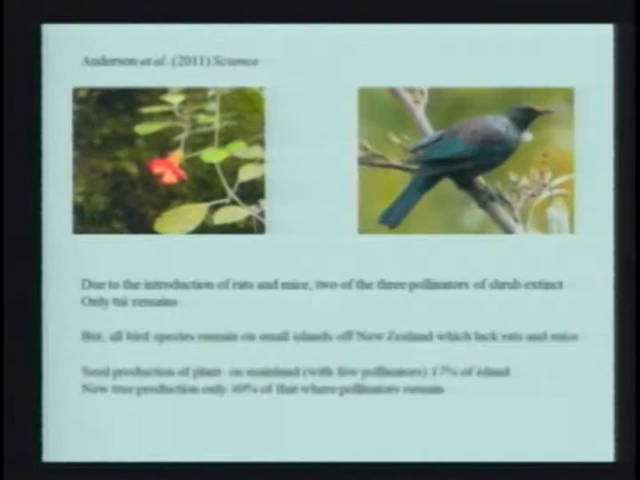 Anderson et al. (2011) Science
Due to the introduction of rats and mice, two of the three pollinators of shrub extinct
Only tui remains
But, all bird species remain on small islands off New Zealand which lack rats and mice
Seed production of plant on mainland (with few pollinators) 17% of island
New tree production only 40% of that where pollinators remain